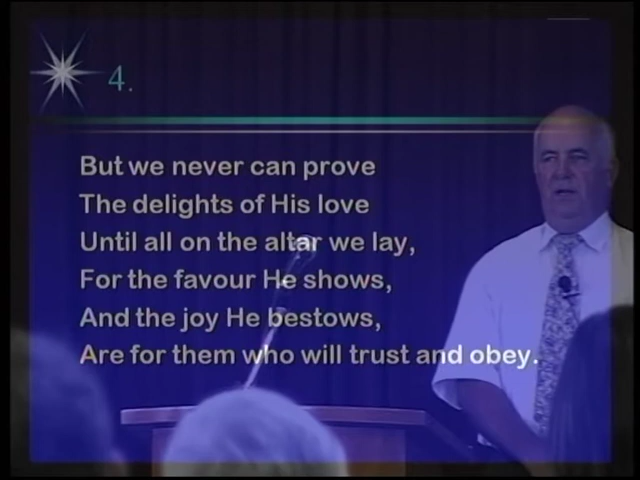 4.
But we never can prove
The delights of His love
Until all on the altar we lay,
For the favour He shows,
And the joy He bestows,
Are for them who will trust and obey.